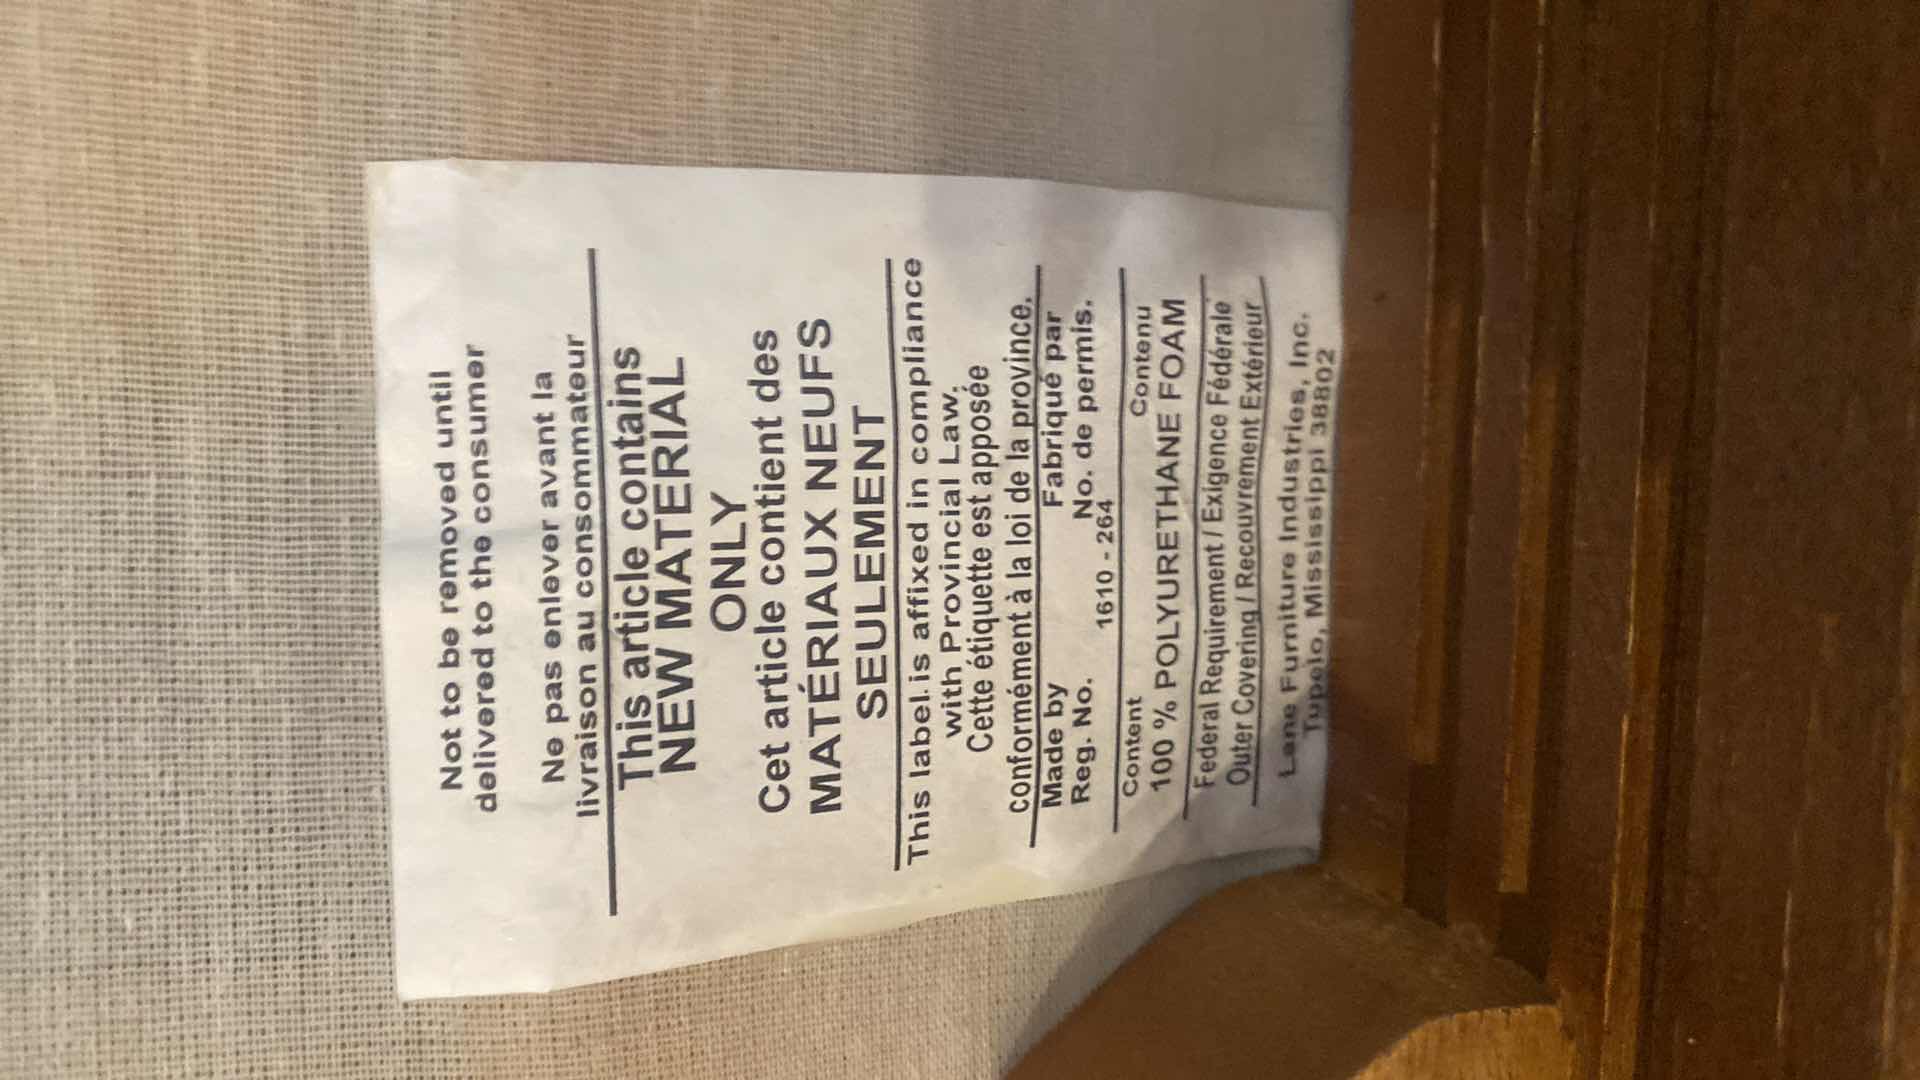 Not to be removed until
delivered to the consumer
Ne pas enlever avant la
livraison au consommateur
This article contains
NEW MATERIAL
ONLY
Cet article contient des
MATÉRIAUX NEUFS
SEULEMENT
This label is affixed in compliance
with Provincial Law.
Cette étiquette est apposée
conformément à la loi de la province.
Made by Fabriqué par
Reg. No. No. de permis.
1610 - 264
Content Contenu
100 % POLYURETHANE FOAM
Federal Requirement / Exigence Fédérale
Outer Covering / Recouvrement Extérieur
Lane Furniture Industries, Inc.
Tupelo, Mississippi 38802